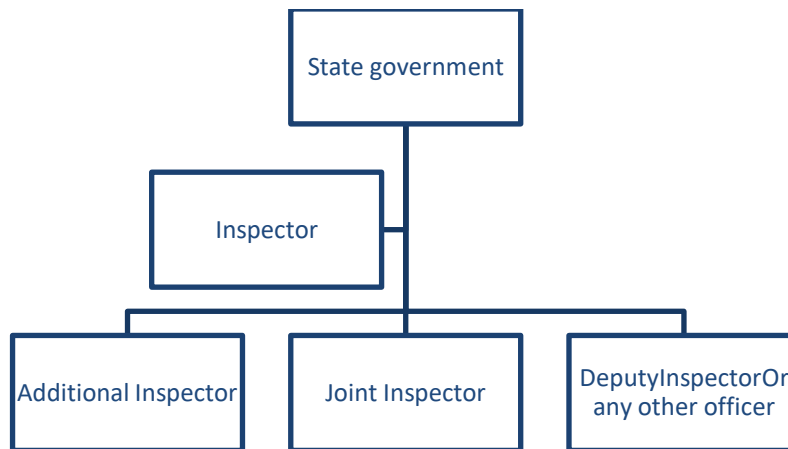 State government
Inspector
Additional Inspector
Joint Inspector
DeputyInspectorOr
any other officer